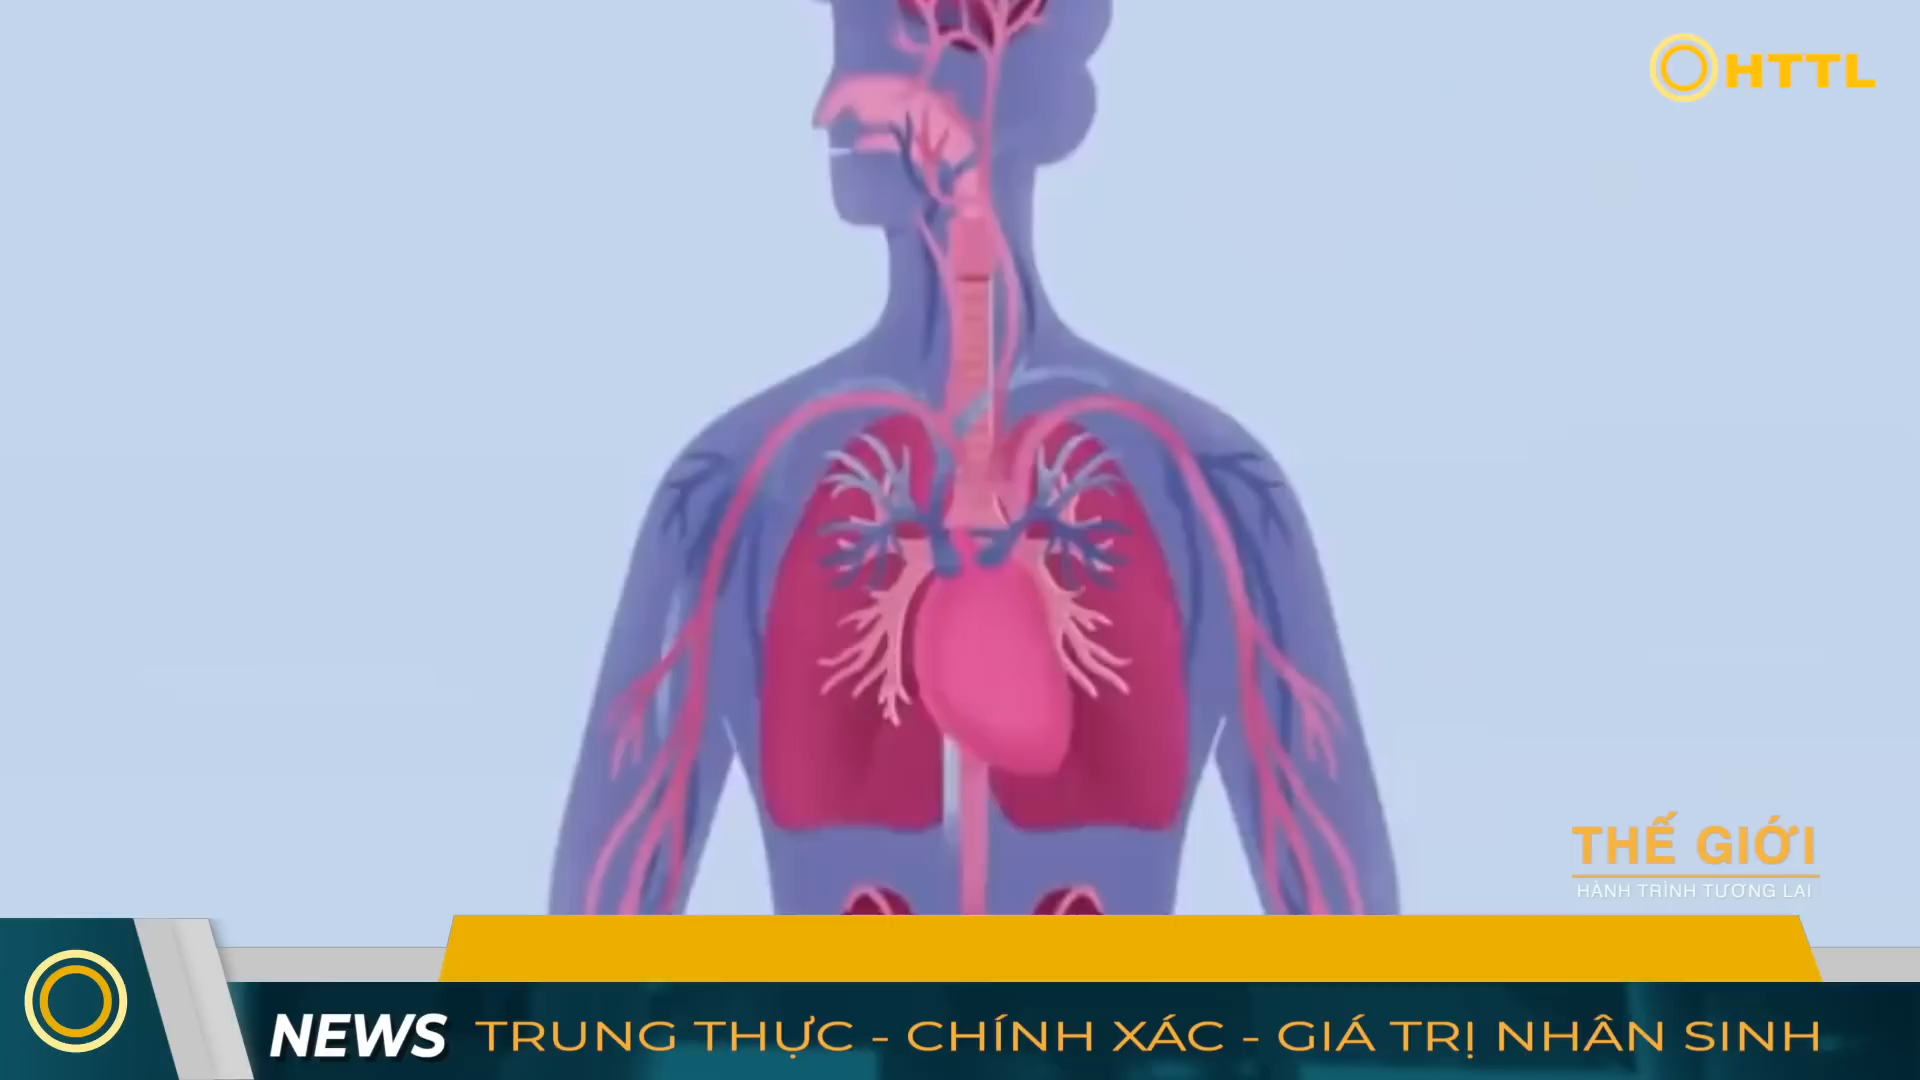 HTTL
THẾ GIỚI
HÀNH TRÌNH TƯƠNG LAI
NEWS TRUNG THỰC - CHÍNH XÁC - GIÁ TRỊ NHÂN SINH